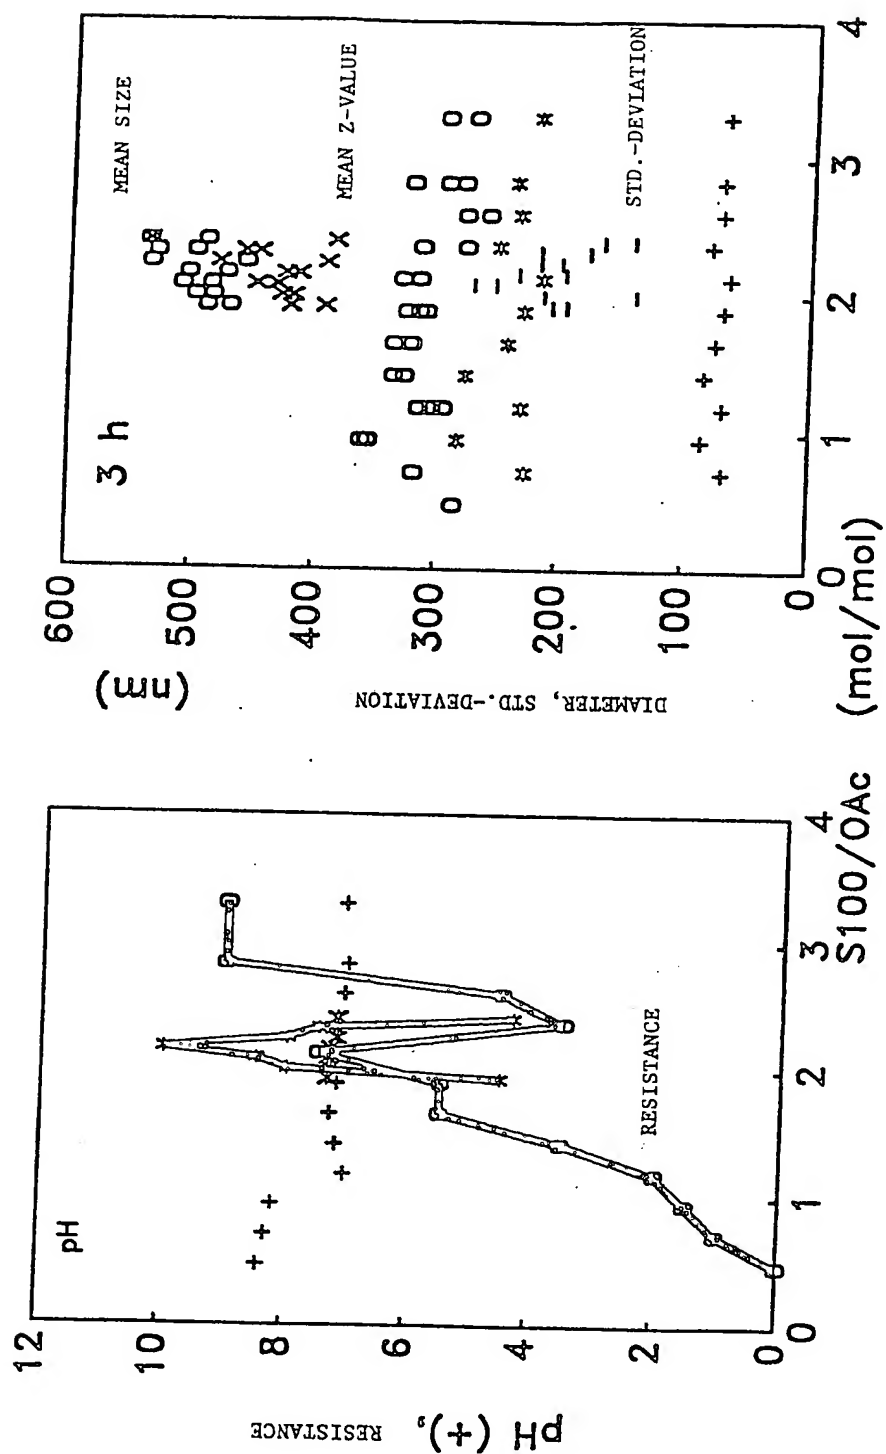 3 h
MEAN SIZE
MEAN Z-VALUE
STD.-DEVIATION
600
500
400
300
200
100
0
(nm)
DIAMETER, STD.-DEVIATION
0
1
2
3
4
(mol/mol)
pH
RESISTANCE
12
10
8
6
4
2
0
pH (+),
RESISTANCE
0
1
2
3
4
S100/OAc